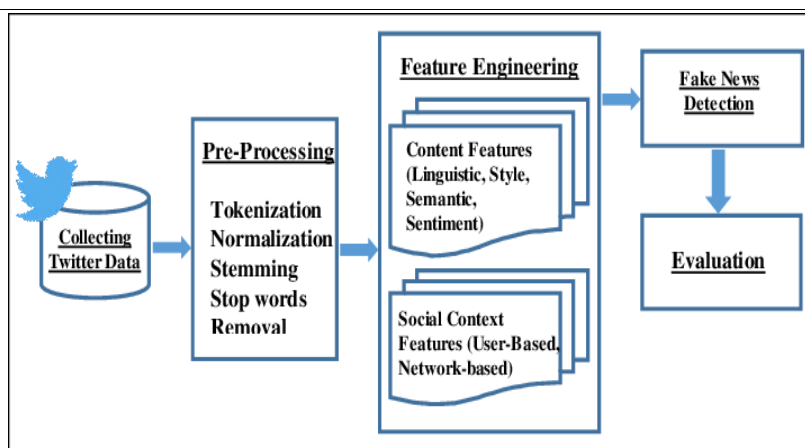 Collecting
Twitter Data
Pre-Processing
Tokenization
Normalization
Stemming
Stop words
Removal
Feature Engineering
Content Features
(Linguistic, Style,
Semantic,
Sentiment)
Social Context
Features (User-Based,
Network-based)
Fake News
Detection
Evaluation